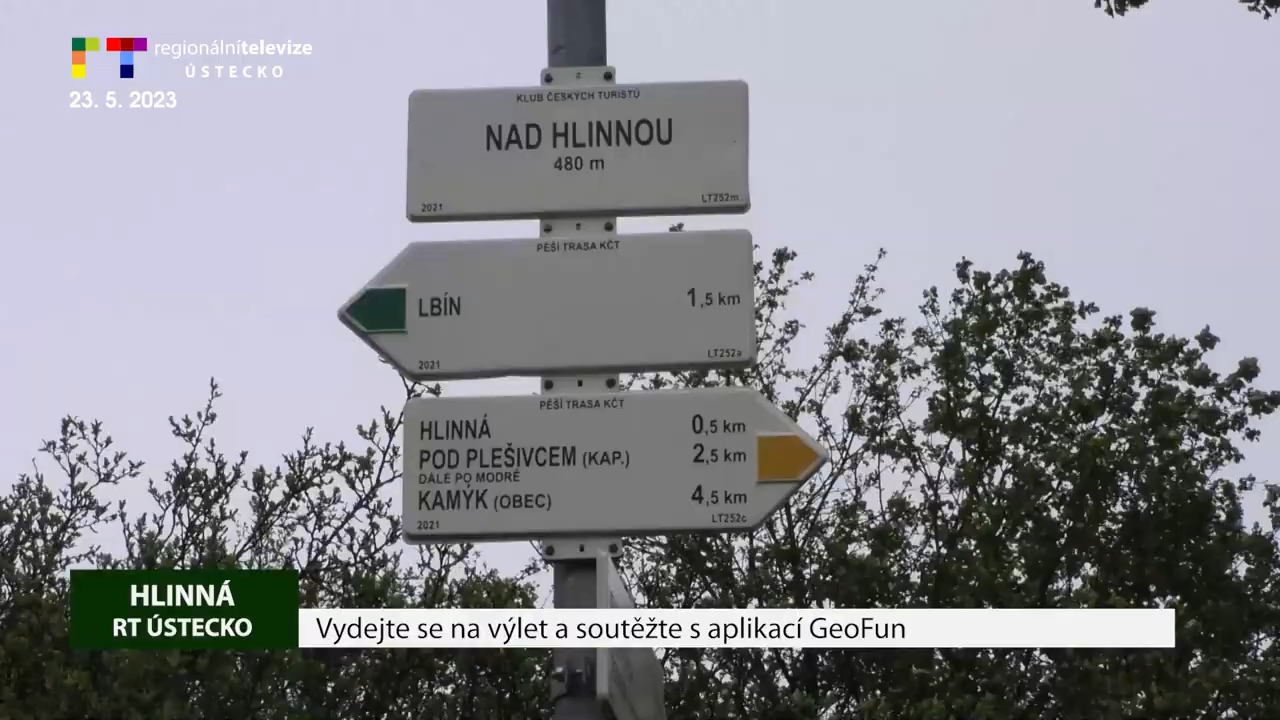 regionálnítelevize
ÚSTECKO
23. 5. 2023
KLUB ČESKÝCH TURISTŮ
NAD HLINNOU
480 m
2021 LT252m
PĚŠÍ TRASA KČT
LBÍN 1,5 km
2021 LT252a
PĚŠÍ TRASA KČT
HLINNÁ 0,5 km
POD PLEŠIVCEM (KAP.) 2,5 km
DÁLE PO MODRÉ
KAMÝK (OBEC) 4,5 km
2021 LT252c
HLINNÁ
RT ÚSTECKO
Vydejte se na výlet a soutěžte s aplikací GeoFun